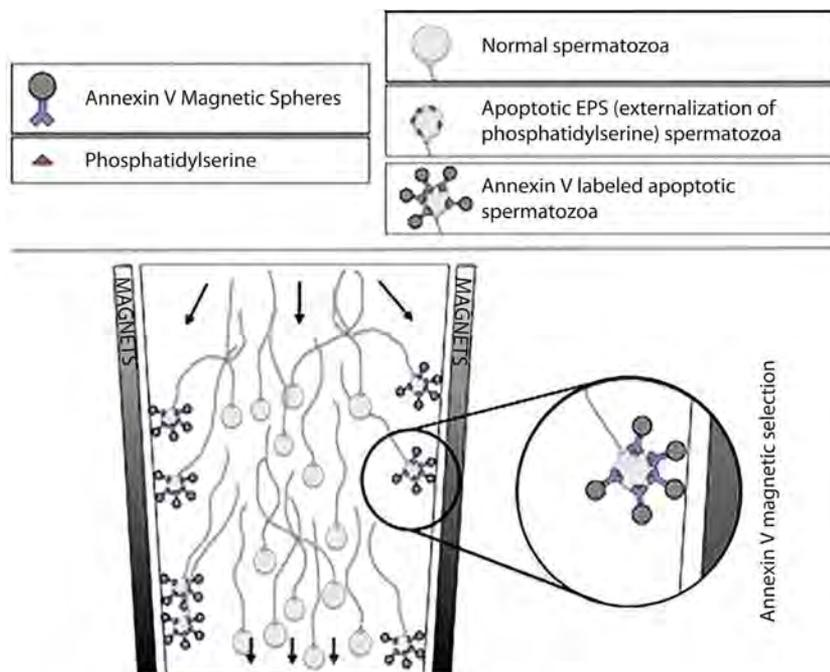 Annexin V Magnetic Spheres
Phosphatidylserine
Normal spermatozoa
Apoptotic EPS (externalization of
phosphatidylserine) spermatozoa
Annexin V labeled apoptotic
spermatozoa
MAGNETS
MAGNETS
Annexin V magnetic selection